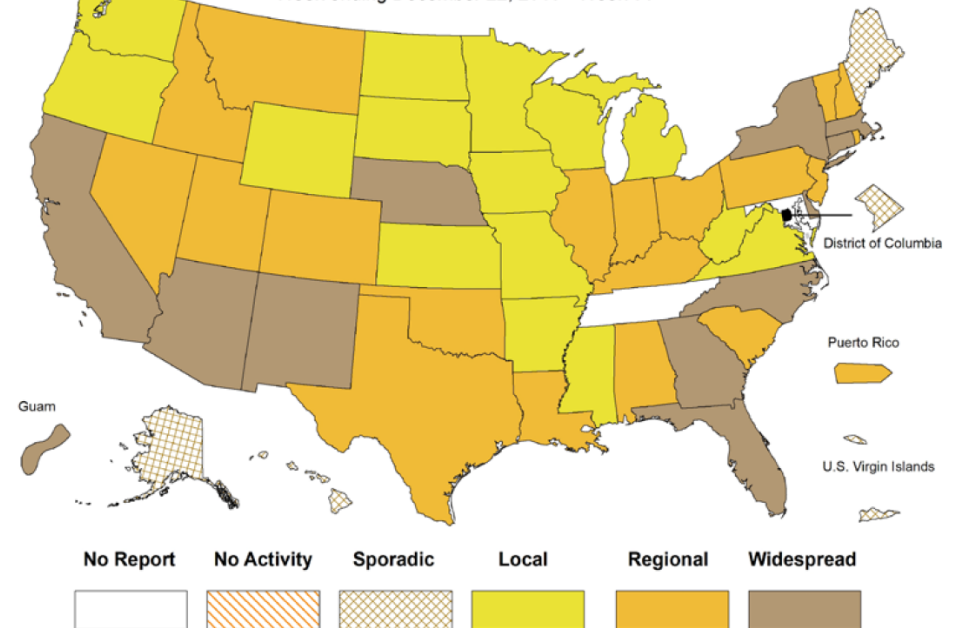 District of Columbia
Puerto Rico
Guam
U.S. Virgin Islands
No Report
No Activity
Sporadic
Local
Regional
Widespread